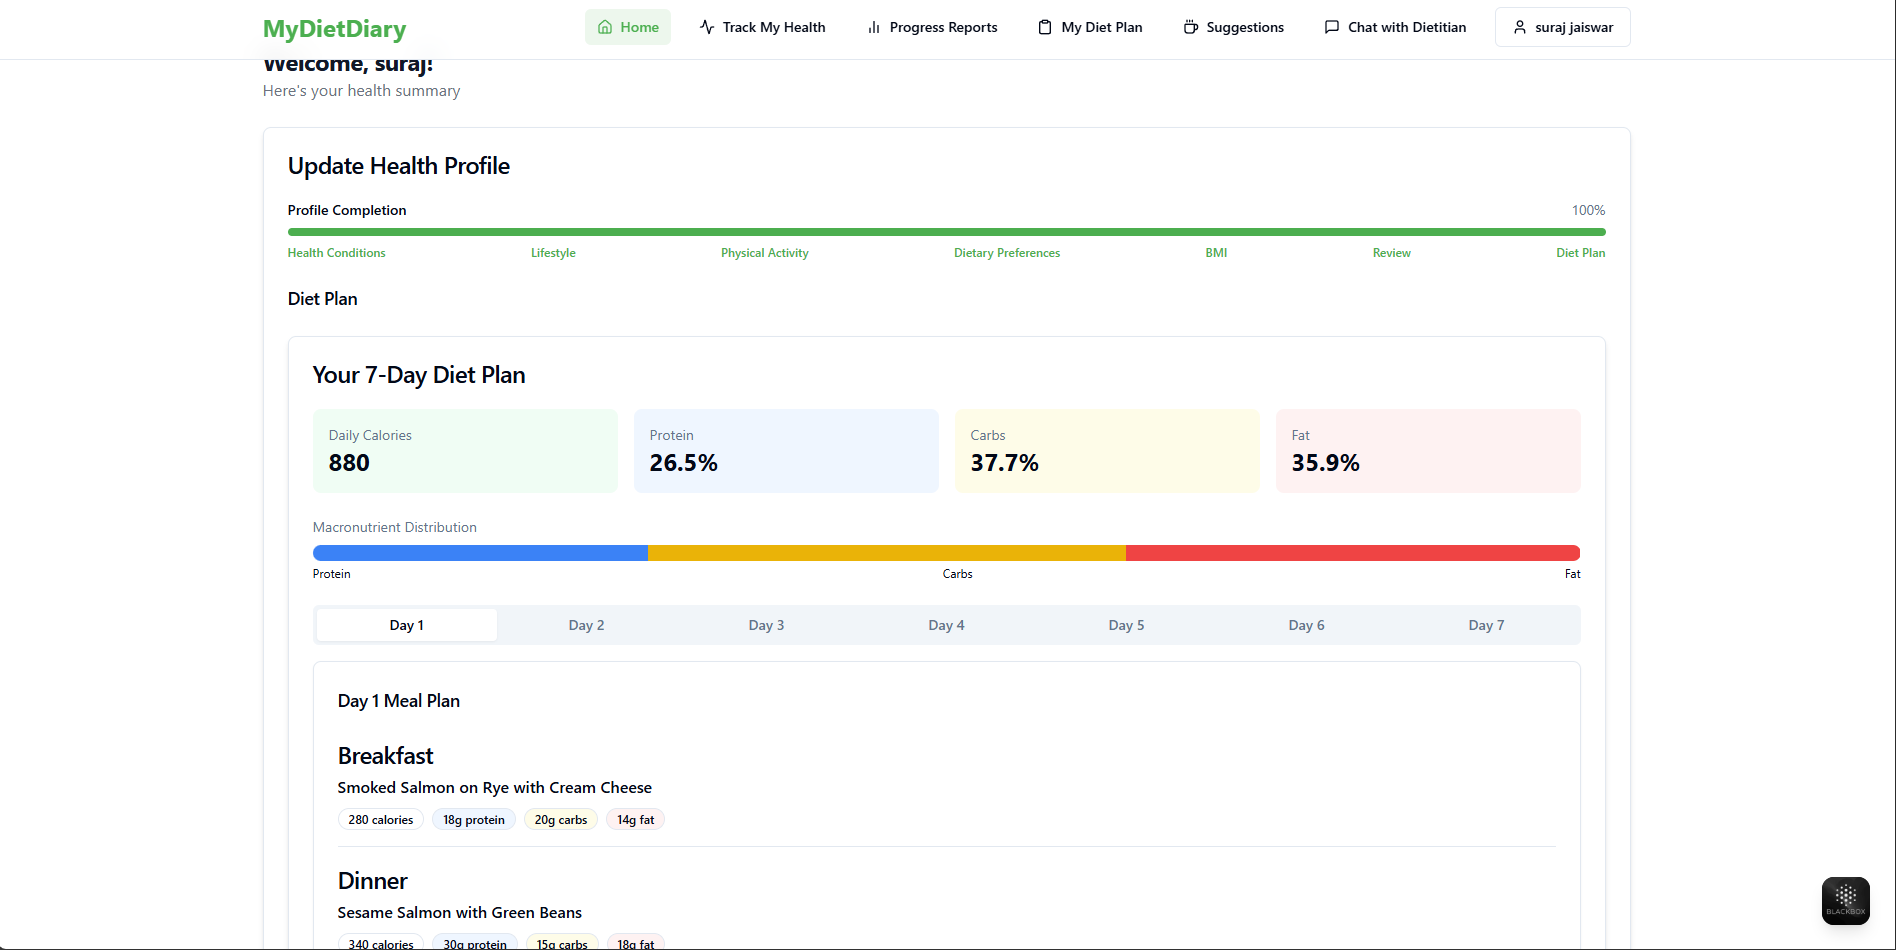 MyDietDiary
Home
Track My Health
Progress Reports
My Diet Plan
Suggestions
Chat with Dietitian
suraj jaiswar
Welcome, suraj!
Here's your health summary
Update Health Profile
Profile Completion
100%
Health Conditions
Lifestyle
Physical Activity
Dietary Preferences
BMI
Review
Diet Plan
Diet Plan
Your 7-Day Diet Plan
Daily Calories
880
Protein
26.5%
Carbs
37.7%
Fat
35.9%
Macronutrient Distribution
Protein
Carbs
Fat
Day 1
Day 2
Day 3
Day 4
Day 5
Day 6
Day 7
Day 1 Meal Plan
Breakfast
Smoked Salmon on Rye with Cream Cheese
280 calories
18g protein
20g carbs
14g fat
Dinner
Sesame Salmon with Green Beans
340 calories
30g protein
15g carbs
18g fat
BLACKBOX